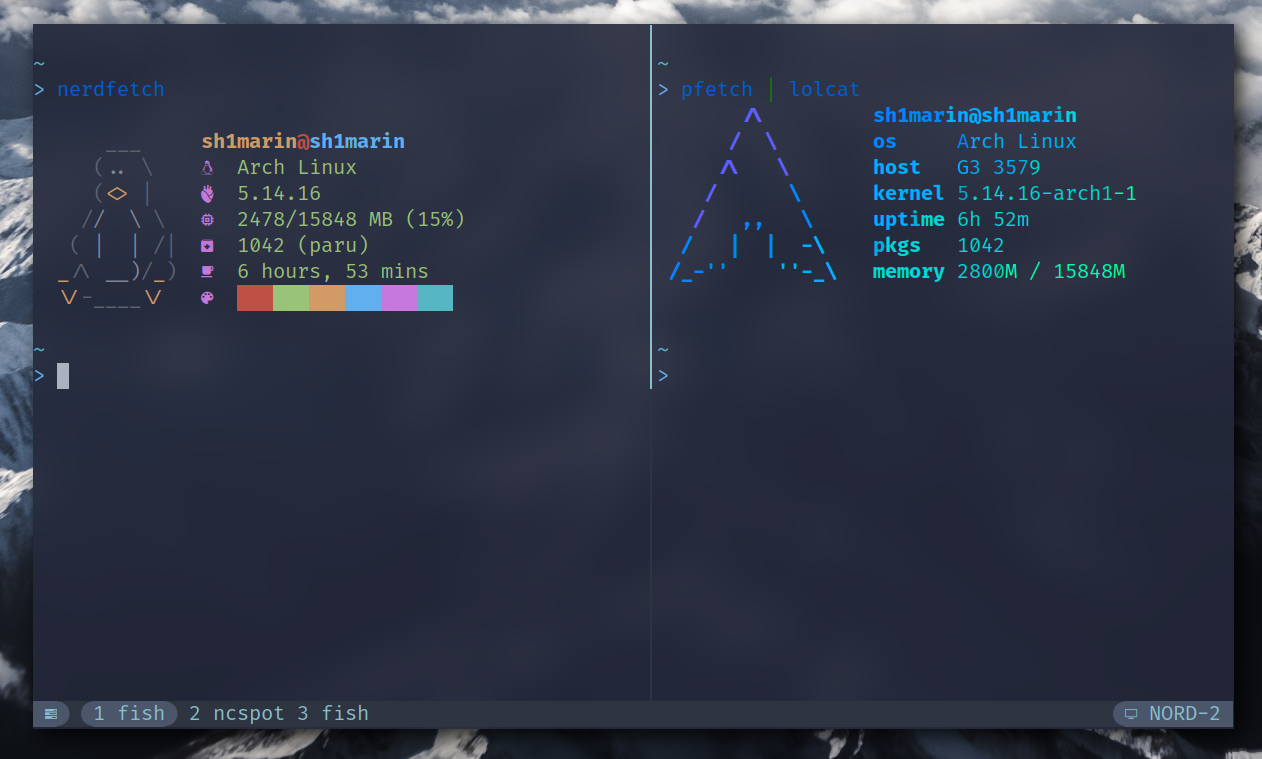 ~
> nerdfetch
sh1marin@sh1marin
Arch Linux
5.14.16
2478/15848 MB (15%)
1042 (paru)
6 hours, 53 mins
~
>
~
> pfetch | lolcat
sh1marin@sh1marin
os Arch Linux
host G3 3579
kernel 5.14.16-arch1-1
uptime 6h 52m
pkgs 1042
memory 2800M / 15848M
~
>
1 fish 2 ncspot 3 fish
NORD-2